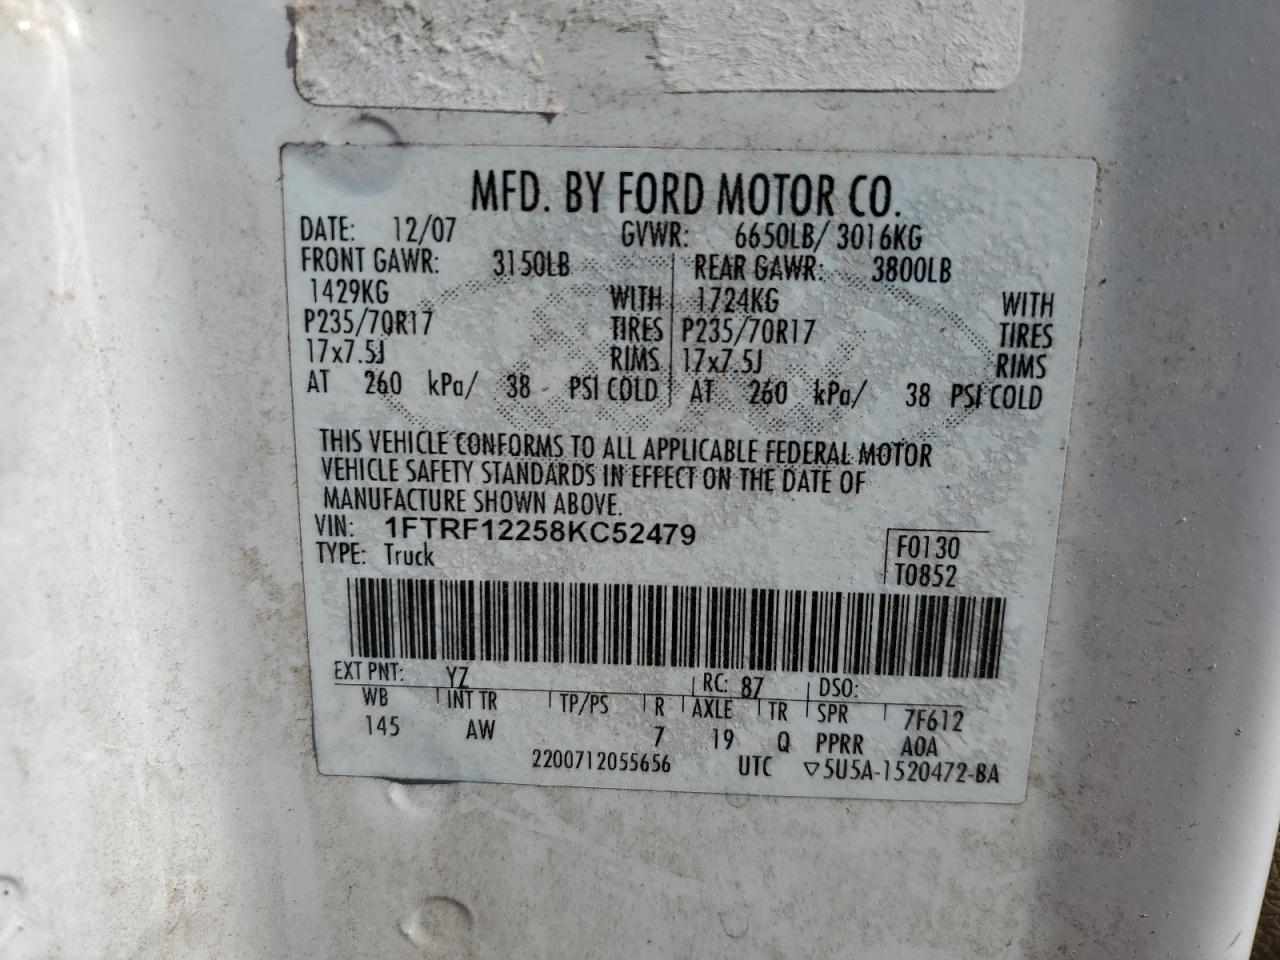 MFD. BY FORD MOTOR CO.
DATE: 12/07 GVWR: 6650LB/ 3016KG
FRONT GAWR: 3150LB REAR GAWR: 3800LB
1429KG WITH 1724KG WITH
P235/70R17 TIRES P235/70R17 TIRES
17x7.5J RIMS 17x7.5J RIMS
AT 260 kPa/ 38 PSI COLD AT 260 kPa/ 38 PSI COLD
THIS VEHICLE CONFORMS TO ALL APPLICABLE FEDERAL MOTOR
VEHICLE SAFETY STANDARDS IN EFFECT ON THE DATE OF
MANUFACTURE SHOWN ABOVE.
VIN: 1FTRF12258KC52479
TYPE: Truck
F0130
T0852
EXT PNT: YZ RC: 87 DSO:
WB INT TR TP/PS R AXLE TR SPR 7F612
145 AW 7 19 Q PPRR A0A
2200712055656 UTC ▽5U5A-1520472-BA